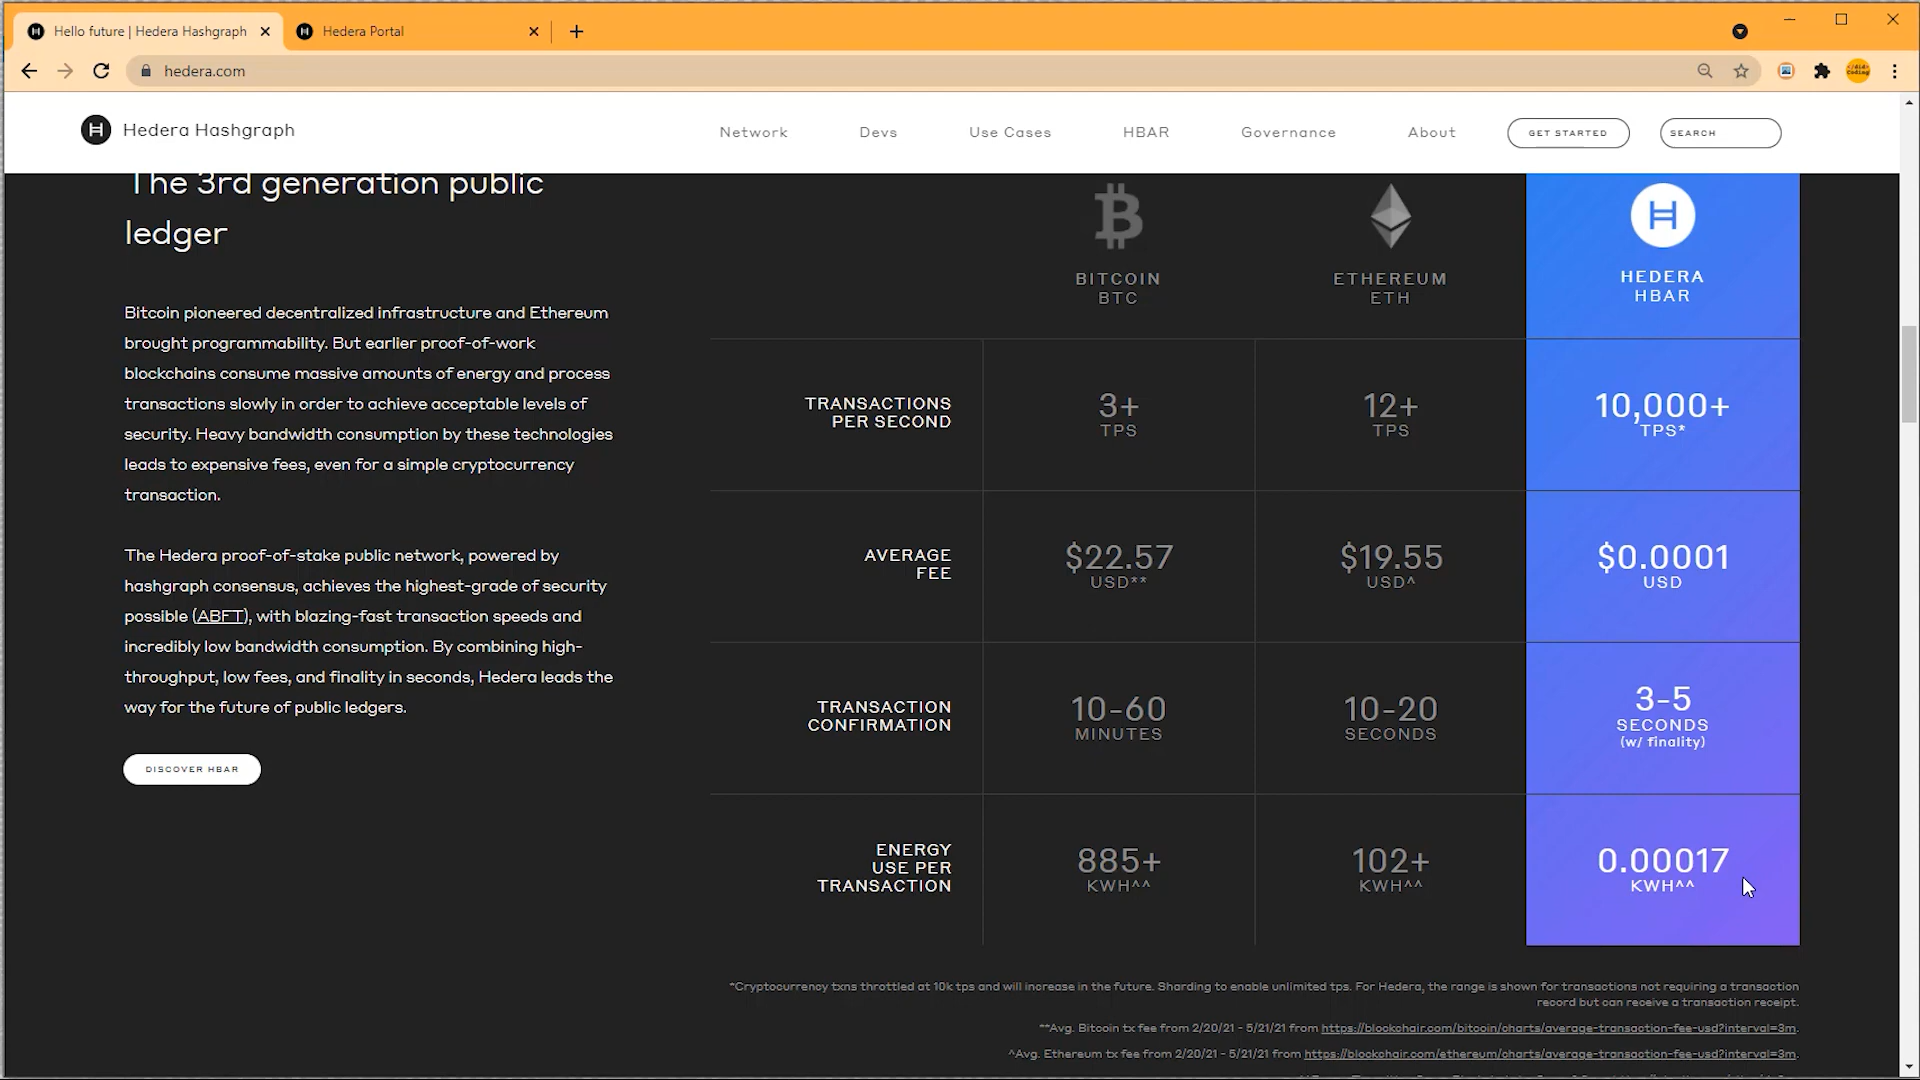 Hello future | Hedera Hashgraph
Hedera Portal
hedera.com
Hedera Hashgraph
Network
Devs
Use Cases
HBAR
Governance
About
GET STARTED
SEARCH
The 3rd generation public
ledger
Bitcoin pioneered decentralized infrastructure and Ethereum
brought programmability. But earlier proof-of-work
blockchains consume massive amounts of energy and process
transactions slowly in order to achieve acceptable levels of
security. Heavy bandwidth consumption by these technologies
leads to expensive fees, even for a simple cryptocurrency
transaction.
The Hedera proof-of-stake public network, powered by
hashgraph consensus, achieves the highest-grade of security
possible (ABFT), with blazing-fast transaction speeds and
incredibly low bandwidth consumption. By combining high-
throughput, low fees, and finality in seconds, Hedera leads the
way for the future of public ledgers.
DISCOVER HBAR
BITCOIN
BTC
ETHEREUM
ETH
HEDERA
HBAR
TRANSACTIONS
PER SECOND
3+
TPS
12+
TPS
10,000+
TPS*
AVERAGE
FEE
$22.57
USD**
$19.55
USD^
$0.0001
USD
TRANSACTION
CONFIRMATION
10-60
MINUTES
10-20
SECONDS
3-5
SECONDS
(w/ finality)
ENERGY
USE PER
TRANSACTION
885+
KWH^^
102+
KWH^^
0.00017
KWH^^
*Cryptocurrency txns throttled at 10k tps and will increase in the future. Sharding to enable unlimited tps. For Hedera, the range is shown for transactions not requiring a transaction
record but can receive a transaction receipt.
**Avg. Bitcoin tx fee from 2/20/21 - 5/21/21 from https://blockchair.com/bitcoin/charts/average-transaction-fee-usd?interval=3m.
^Avg. Ethereum tx fee from 2/20/21 - 5/21/21 from https://blockchair.com/ethereum/charts/average-transaction-fee-usd?interval=3m.